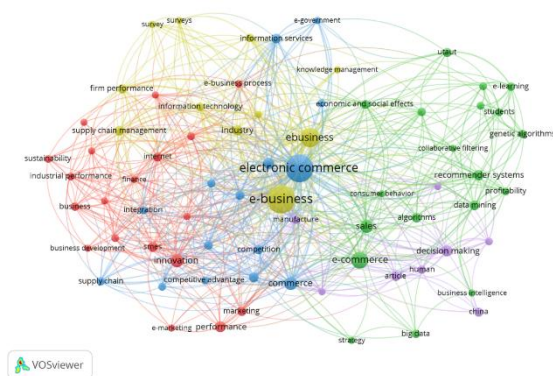 survey
surveys
e-government
information services
utaut
knowledge management
e-business process
firm performance
e-learning
information technology
economic and social effects
students
supply chain management
industry
ebusiness
genetic algorithms
collaborative filtering
internet
sustainability
electronic commerce
recommender systems
industrial performance
finance
profitability
consumer behavior
e-business
business
integration
data mining
manufacture
sales
algorithms
business development
smes
competition
decision making
innovation
e-commerce
human
supply chain
competitive advantage
commerce
article
business intelligence
marketing
china
e-marketing
performance
strategy
big data
VOSviewer